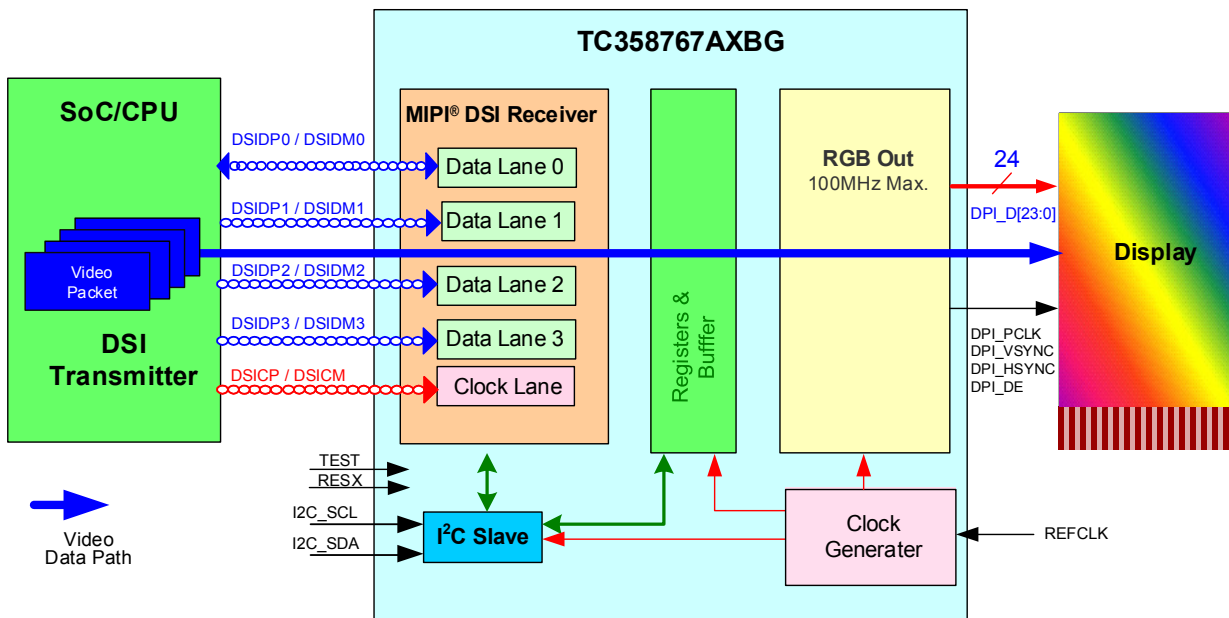 TC358767AXBG
SoC/CPU
DSIDP0 / DSIDM0
DSIDP1 / DSIDM1
DSIDP2 / DSIDM2
DSIDP3 / DSIDM3
DSICP / DSICM
Video
Packet
DSI
Transmitter
MIPI® DSI Receiver
Data Lane 0
Data Lane 1
Data Lane 2
Data Lane 3
Clock Lane
Registers &
Bufffer
RGB Out
100MHz Max.
24
DPI_D[23:0]
Display
DPI_PCLK
DPI_VSYNC
DPI_HSYNC
DPI_DE
TEST
RESX
I2C_SCL
I2C_SDA
I²C Slave
Clock
Generater
REFCLK
Video
Data Path